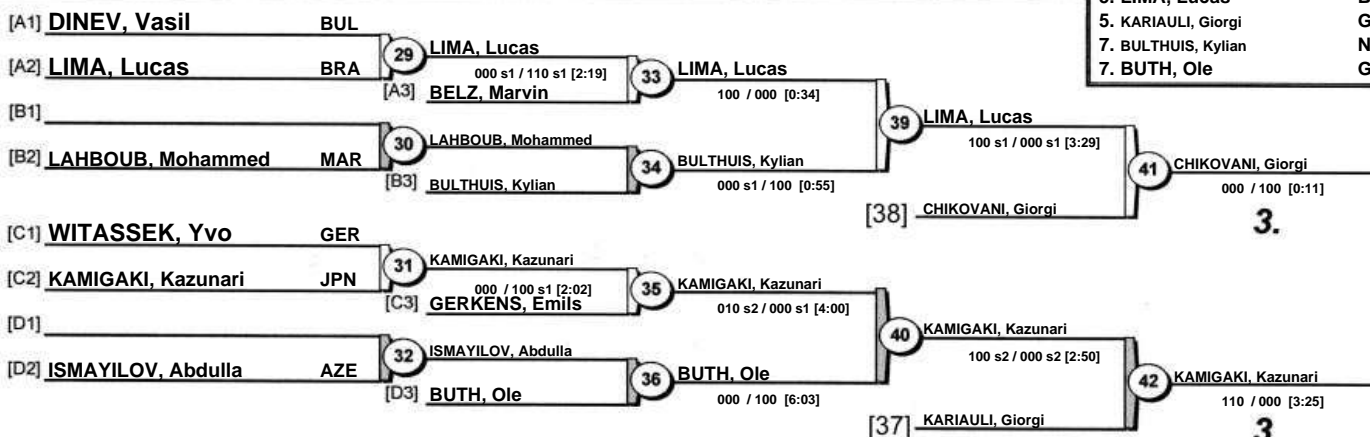 5. LIMA, Lucas
5. KARIAULI, Giorgi G
7. BULTHUIS, Kylian N
7. BUTH, Ole G
[A1] DINEV, Vasil BUL
[A2] LIMA, Lucas BRA
29
LIMA, Lucas
000 s1 / 110 s1 [2:19]
[A3] BELZ, Marvin
33
LIMA, Lucas
100 / 000 [0:34]
[B1]
[B2] LAHBOUB, Mohammed MAR
30
LAHBOUB, Mohammed
[B3] BULTHUIS, Kylian
34
BULTHUIS, Kylian
000 s1 / 100 [0:55]
39
LIMA, Lucas
100 s1 / 000 s1 [3:29]
[38] CHIKOVANI, Giorgi
41
CHIKOVANI, Giorgi
000 / 100 [0:11]
3.
[C1] WITASSEK, Yvo GER
[C2] KAMIGAKI, Kazunari JPN
31
KAMIGAKI, Kazunari
000 / 100 s1 [2:02]
[C3] GERKENS, Emils
35
KAMIGAKI, Kazunari
010 s2 / 000 s1 [4:00]
[D1]
[D2] ISMAYILOV, Abdulla AZE
32
ISMAYILOV, Abdulla
[D3] BUTH, Ole
36
BUTH, Ole
000 / 100 [6:03]
40
KAMIGAKI, Kazunari
100 s2 / 000 s2 [2:50]
[37] KARIAULI, Giorgi
42
KAMIGAKI, Kazunari
110 / 000 [3:25]
3